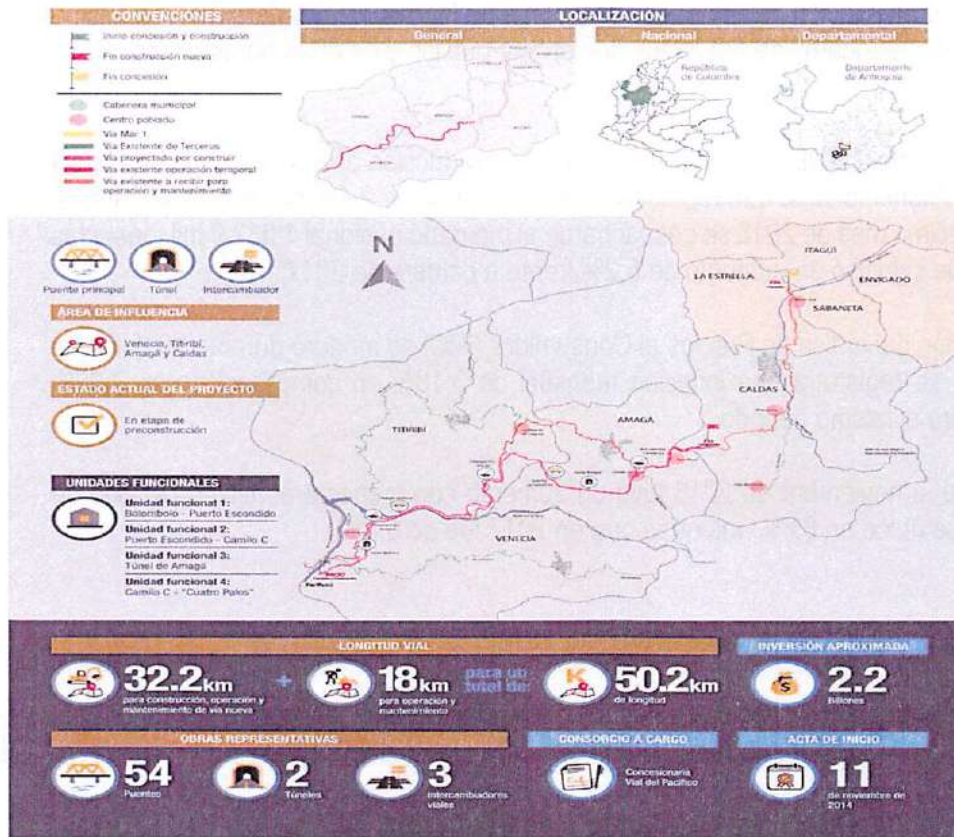 CONVENCIONES
Inicio concesión y construcción
Fin construcción nueva
Fin concesión
Cabecera municipal
Centro poblado
Vía Mar 1
Vía Existente de Terceros
Vía proyectada por construir
Vía existente operación temporal
Vía existente a recibir para
operación y mantenimiento
LOCALIZACIÓN
General
Nacional
Departamental
República
de Colombia
Departamento
de Antioquia
Puente principal
Túnel
Intercambiador
ÁREA DE INFLUENCIA
Venecia, Titiribí,
Amagá y Caldas
ESTADO ACTUAL DEL PROYECTO
En etapa de
preconstrucción
UNIDADES FUNCIONALES
Unidad funcional 1:
Bolombolo - Puerto Escondido
Unidad funcional 2:
Puerto Escondido - Camilo C
Unidad funcional 3:
Túnel de Amagá
Unidad funcional 4:
Camilo C - "Cuatro Palos"
N
ITAGUÍ
LA ESTRELLA
ENVIGADO
SABANETA
CALDAS
AMAGÁ
TITIRIBÍ
VENECIA
LONGITUD VIAL
32.2km
para construcción, operación y
mantenimiento de vía nueva
+
18km
para operación y
mantenimiento
para un
total de:
50.2km
de longitud
INVERSIÓN APROXIMADA
2.2
Billones
OBRAS REPRESENTATIVAS
54
Puentes
2
Túneles
3
Intercambiadores
viales
CONSORCIO A CARGO
Concesionaria
Vial del Pacífico
ACTA DE INICIO
11
de noviembre de
2014